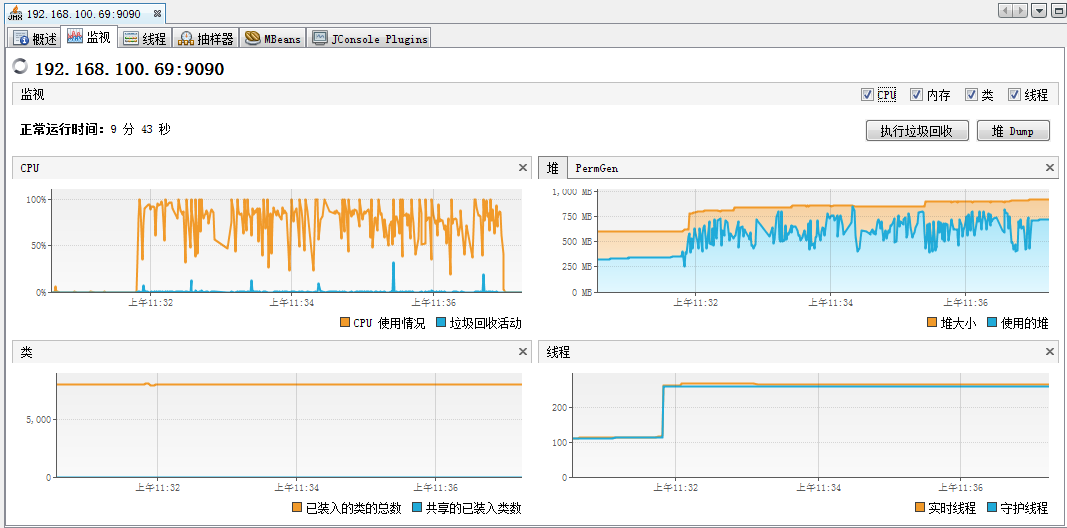 192.168.100.69:9090
概述 监视 线程 抽样器 MBeans JConsole Plugins
192.168.100.69:9090
监视 CPU 内存 类 线程
正常运行时间: 9 分 43 秒 执行垃圾回收 堆 Dump
CPU
100%
50%
0%
上午11:32 上午11:34 上午11:36
CPU 使用情况 垃圾回收活动
堆 PermGen
1,000 MB
750 MB
500 MB
250 MB
0 MB
上午11:32 上午11:34 上午11:36
堆大小 使用的堆
类
5,000
0
上午11:32 上午11:34 上午11:36
已装入的类的总数 共享的已装入类数
线程
200
100
0
上午11:32 上午11:34 上午11:36
实时线程 守护线程